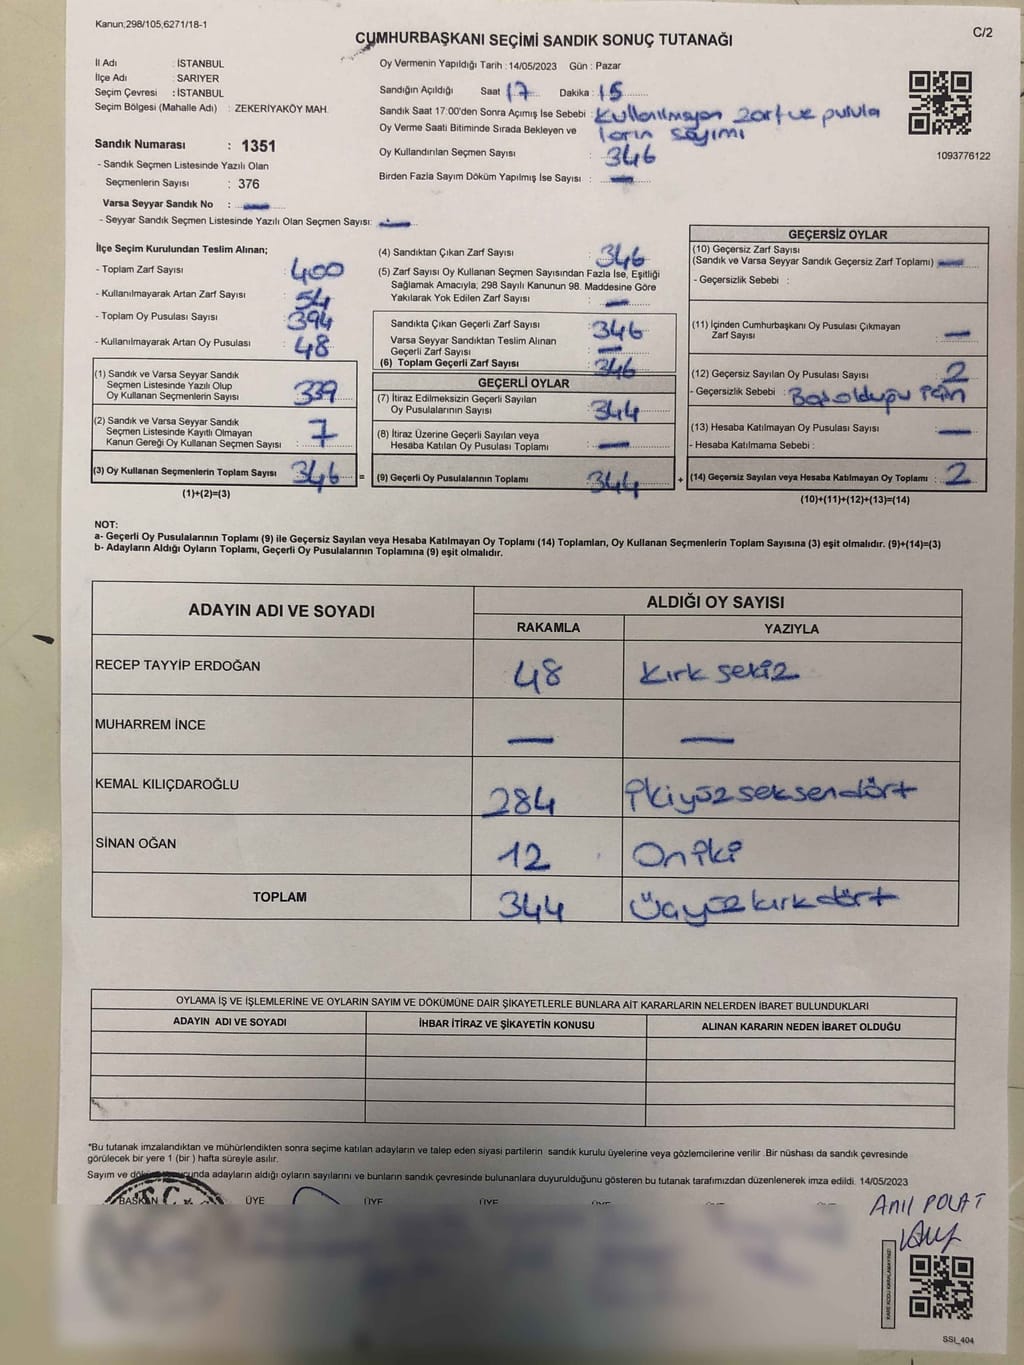 Kanun;298/105,6271/18-1
C/2
CUMHURBAŞKANI SEÇİMİ SANDIK SONUÇ TUTANAĞI
İl Adı : İSTANBUL
İlçe Adı : SARIYER
Seçim Çevresi : İSTANBUL
Seçim Bölgesi (Mahalle Adı) : ZEKERİYAKÖY MAH.
Sandık Numarası : 1351
- Sandık Seçmen Listesinde Yazılı Olan
Seçmenlerin Sayısı : 376
Varsa Seyyar Sandık No : —
- Seyyar Sandık Seçmen Listesinde Yazılı Olan Seçmen Sayısı: —
Oy Vermenin Yapıldığı Tarih : 14/05/2023 Gün : Pazar
Sandığın Açıldığı Saat : 17 Dakika : 15
Sandık Saat 17:00'den Sonra Açımış İse Sebebi : Kullanılmayan zarf ve pusula
Oy Verme Saati Bitiminde Sırada Bekleyen ve ların sayımı
Oy Kullandırılan Seçmen Sayısı : 346
Birden Fazla Sayım Döküm Yapılmış İse Sayısı : —
1093776122
İlçe Seçim Kurulundan Teslim Alınan;
- Toplam Zarf Sayısı : 400
- Kullanılmayarak Artan Zarf Sayısı : 54
- Toplam Oy Pusulası Sayısı : 394
- Kullanılmayarak Artan Oy Pusulası : 48
(1) Sandık ve Varsa Seyyar Sandık
Seçmen Listesinde Yazılı Olup
Oy Kullanan Seçmenlerin Sayısı : 339
(2) Sandık ve Varsa Seyyar Sandık
Seçmen Listesinde Kayıtlı Olmayan
Kanun Gereği Oy Kullanan Seçmen Sayısı : 7
(3) Oy Kullanan Seçmenlerin Toplam Sayısı : 346 =
(1)+(2)=(3)
(4) Sandıktan Çıkan Zarf Sayısı : 346
(5) Zarf Sayısı Oy Kullanan Seçmen Sayısından Fazla İse, Eşitliği
Sağlamak Amacıyla; 298 Sayılı Kanunun 98. Maddesine Göre
Yakılarak Yok Edilen Zarf Sayısı : —
Sandıkta Çıkan Geçerli Zarf Sayısı : 346
Varsa Seyyar Sandıktan Teslim Alınan
Geçerli Zarf Sayısı : —
(6) Toplam Geçerli Zarf Sayısı : 346
GEÇERLİ OYLAR
(7) İtiraz Edilmeksizin Geçerli Sayılan
Oy Pusulalarının Sayısı : 344
(8) İtiraz Üzerine Geçerli Sayılan veya
Hesaba Katılan Oy Pusulası Toplamı : —
(9) Geçerli Oy Pusulalarının Toplamı : 344 +
GEÇERSİZ OYLAR
(10) Geçersiz Zarf Sayısı
(Sandık ve Varsa Seyyar Sandık Geçersiz Zarf Toplamı) : —
- Geçersizlik Sebebi :
(11) İçinden Cumhurbaşkanı Oy Pusulası Çıkmayan
Zarf Sayısı : —
(12) Geçersiz Sayılan Oy Pusulası Sayısı : 2
- Geçersizlik Sebebi : Boş olduğu için
(13) Hesaba Katılmayan Oy Pusulası Sayısı : —
- Hesaba Katılmama Sebebi :
(14) Geçersiz Sayılan veya Hesaba Katılmayan Oy Toplamı : 2
(10)+(11)+(12)+(13)=(14)
NOT:
a- Geçerli Oy Pusulalarının Toplamı (9) ile Geçersiz Sayılan veya Hesaba Katılmayan Oy Toplamı (14) Toplamları, Oy Kullanan Seçmenlerin Toplam Sayısına (3) eşit olmalıdır. (9)+(14)=(3)
b- Adayların Aldığı Oyların Toplamı, Geçerli Oy Pusulalarının Toplamına (9) eşit olmalıdır.
ADAYIN ADI VE SOYADI ALDIĞI OY SAYISI
RAKAMLA YAZIYLA
RECEP TAYYİP ERDOĞAN 48 Kırk sekiz
MUHARREM İNCE — —
KEMAL KILIÇDAROĞLU 284 İkiyüz seksen dört
SİNAN OĞAN 12 On iki
TOPLAM 344 Üçyüz kırk dört
OYLAMA İŞ VE İŞLEMLERİNE VE OYLARIN SAYIM VE DÖKÜMÜNE DAİR ŞİKAYETLERLE BUNLARA AİT KARARLARIN NELERDEN İBARET BULUNDUKLARI
ADAYIN ADI VE SOYADI İHBAR İTİRAZ VE ŞİKAYETİN KONUSU ALINAN KARARIN NEDEN İBARET OLDUĞU
*Bu tutanak imzalandıktan ve mühürlendikten sonra seçime katılan adayların ve talep eden siyasi partilerin sandık kurulu üyelerine veya gözlemcilerine verilir .Bir nüshası da sandık çevresinde
görülecek bir yere 1 (bir ) hafta süreyle asılır.
Sayım ve dökümü sonunda adayların aldığı oyların sayılarını ve bunların sandık çevresinde bulunanlara duyurulduğunu gösteren bu tutanak tarafımızdan düzenlenerek imza edildi. 14/05/2023
T.C.
BAŞKAN ÜYE ÜYE ÜYE ÜYE ÜYE
Anıl POLAT
SSI_404